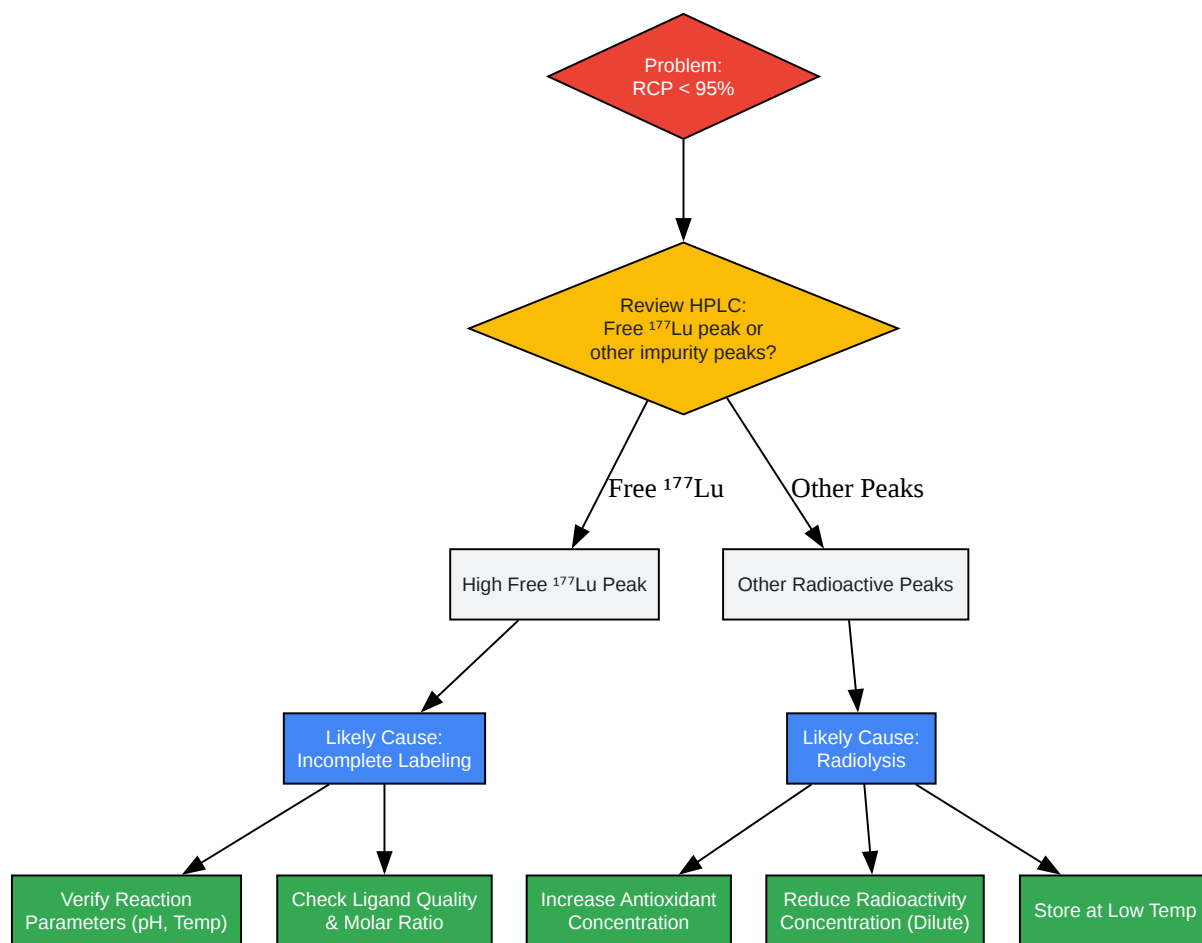 Problem:
RCP < 95%
Review HPLC:
Free ¹⁷⁷Lu peak or
other impurity peaks?
Free ¹⁷⁷Lu
Other Peaks
High Free ¹⁷⁷Lu Peak
Other Radioactive Peaks
Likely Cause:
Incomplete Labeling
Likely Cause:
Radiolysis
Verify Reaction
Parameters (pH, Temp)
Check Ligand Quality
& Molar Ratio
Increase Antioxidant
Concentration
Reduce Radioactivity
Concentration (Dilute)
Store at Low Temp